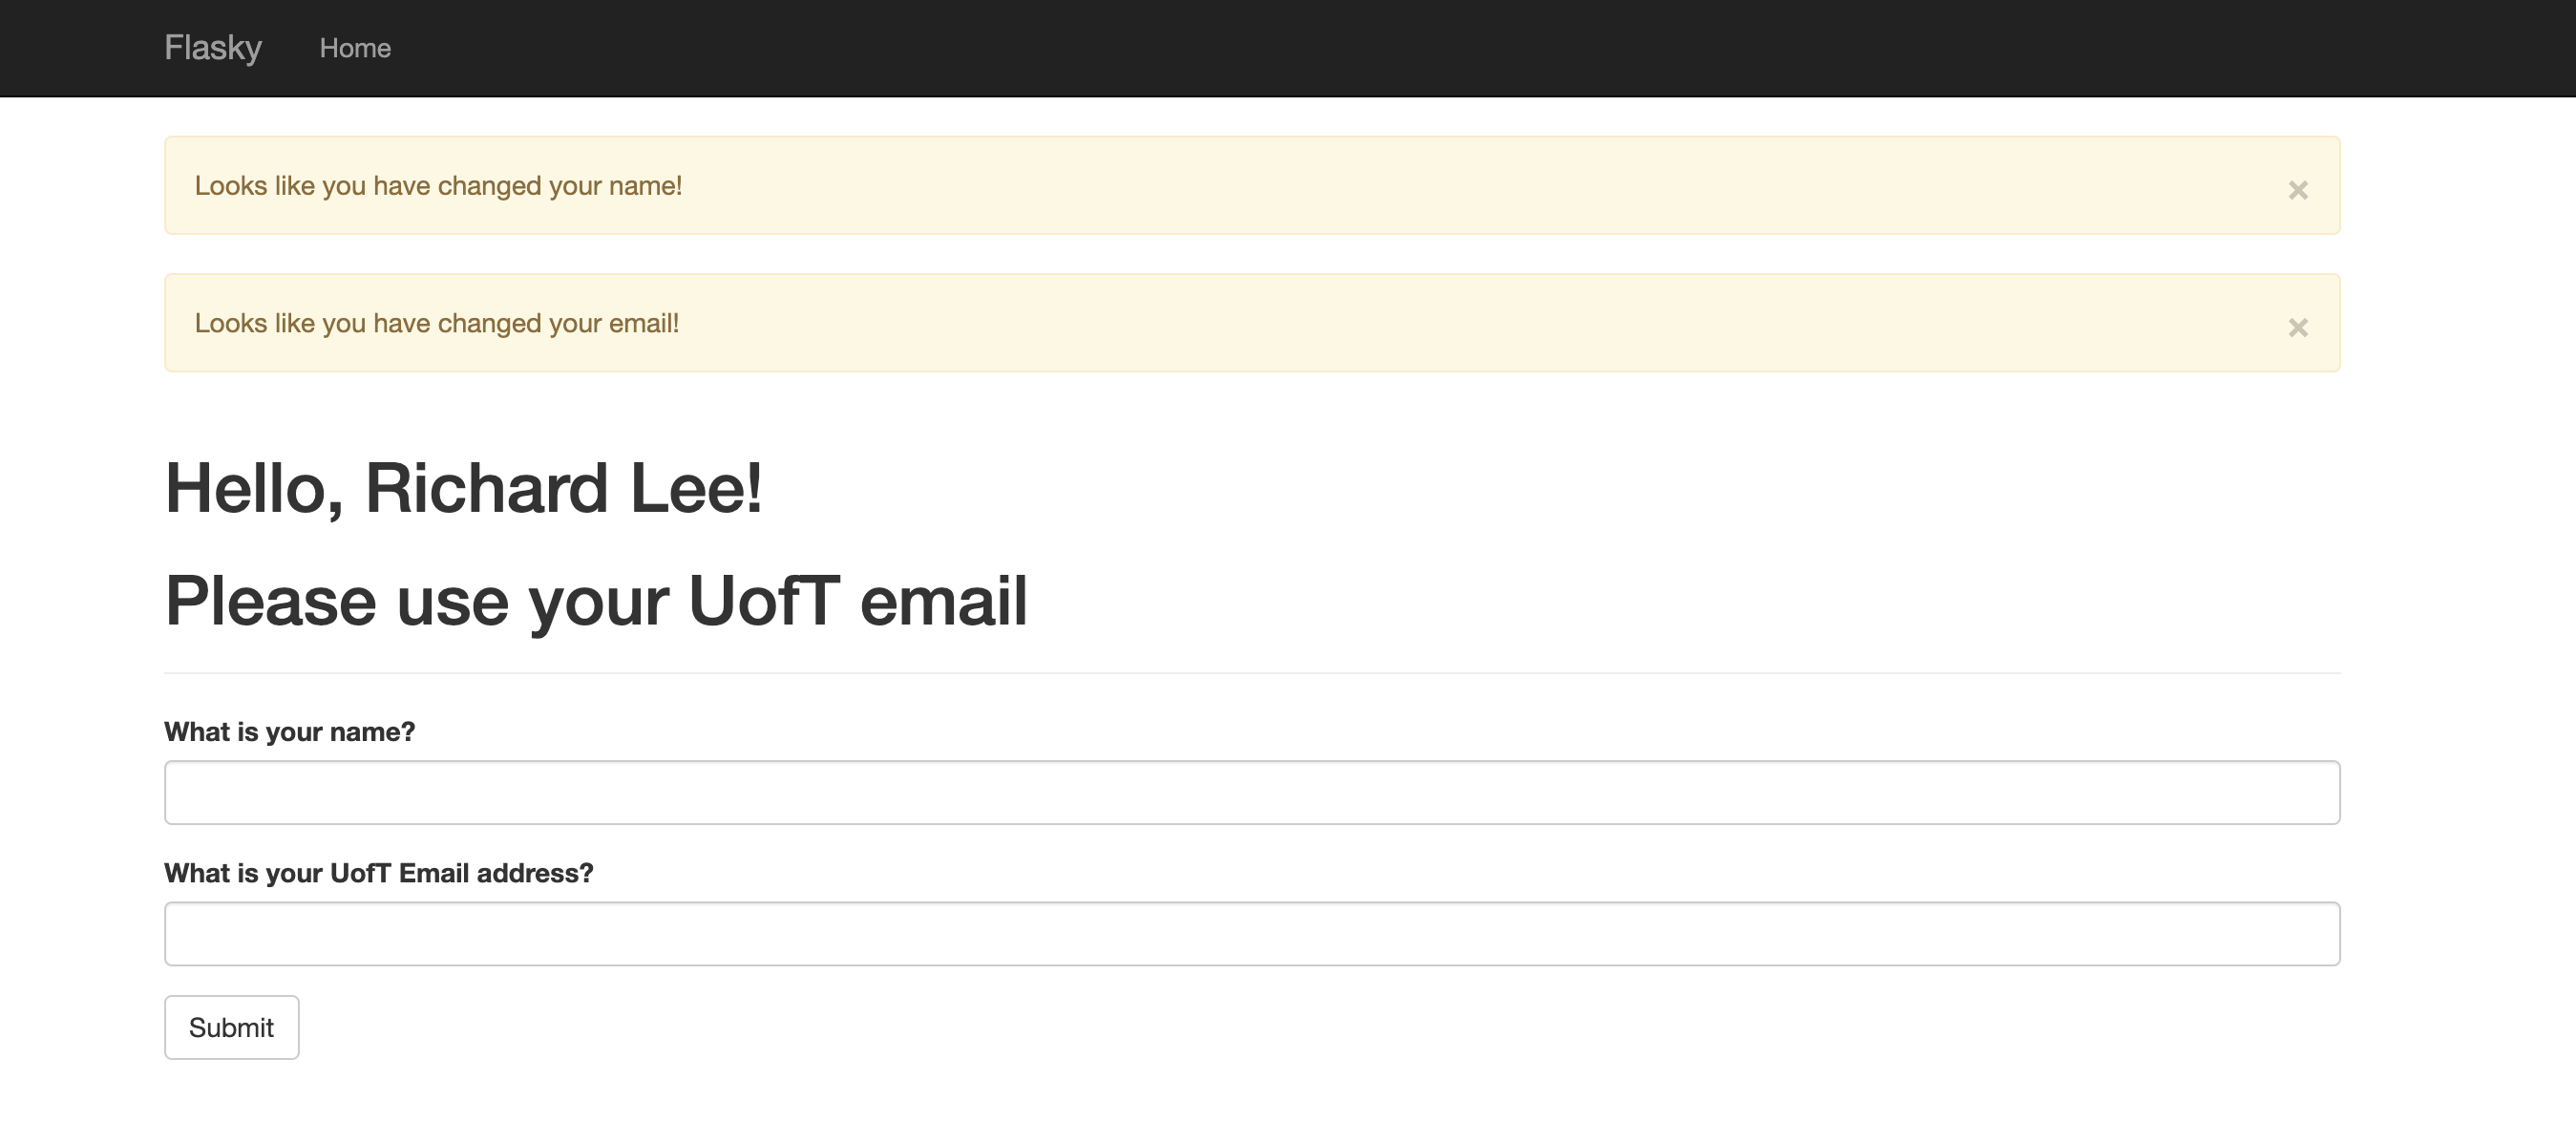 Flasky Home
Looks like you have changed your name! ×
Looks like you have changed your email! ×
Hello, Richard Lee!
Please use your UofT email
What is your name?
What is your UofT Email address?
Submit